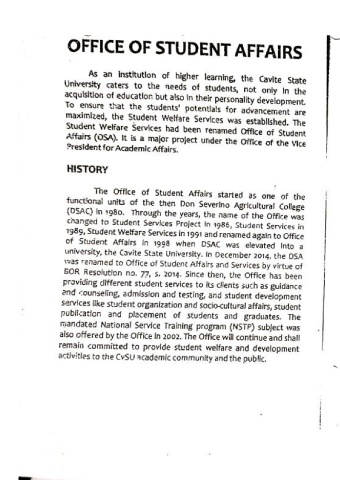 OFFICE OF STUDENT AFFAIRS
As an institution of higher learning, the Cavite State
University caters to the needs of students, not only in the
acquisition of education but also in their personality development.
To ensure that the students' potentials for advancement are
maximized, the Student Welfare Services was established. The
Student Welfare Services had been renamed Office of Student
Affairs (OSA). It is a major project under the Office of the Vice
President for Academic Affairs.
HISTORY
The Office of Student Affairs started as one of the
functional units of the then Don Severino Agricultural College
(DSAC) in 1980. Through the years, the name of the Office was
changed to Student Services Project in 1986, Student Services in
1989, Student Welfare Services in 1991 and renamed again to Office
of Student Affairs in 1998 when DSAC was elevated into a
university, the Cavite State University. In December 2014, the OSA
was renamed to Office of Student Affairs and Services by virtue of
BOR Resolution no. 77, s. 2014. Since then, the Office has been
providing different student services to its clients such as guidance
and counseling, admission and testing, and student development
services like student organization and socio-cultural affairs, student
publication and placement of students and graduates. The
mandated National Service Training program (NSTP) subject was
also offered by the Office in 2002. The Office will continue and shall
remain committed to provide student welfare and development
activities to the CvSU academic community and the public.